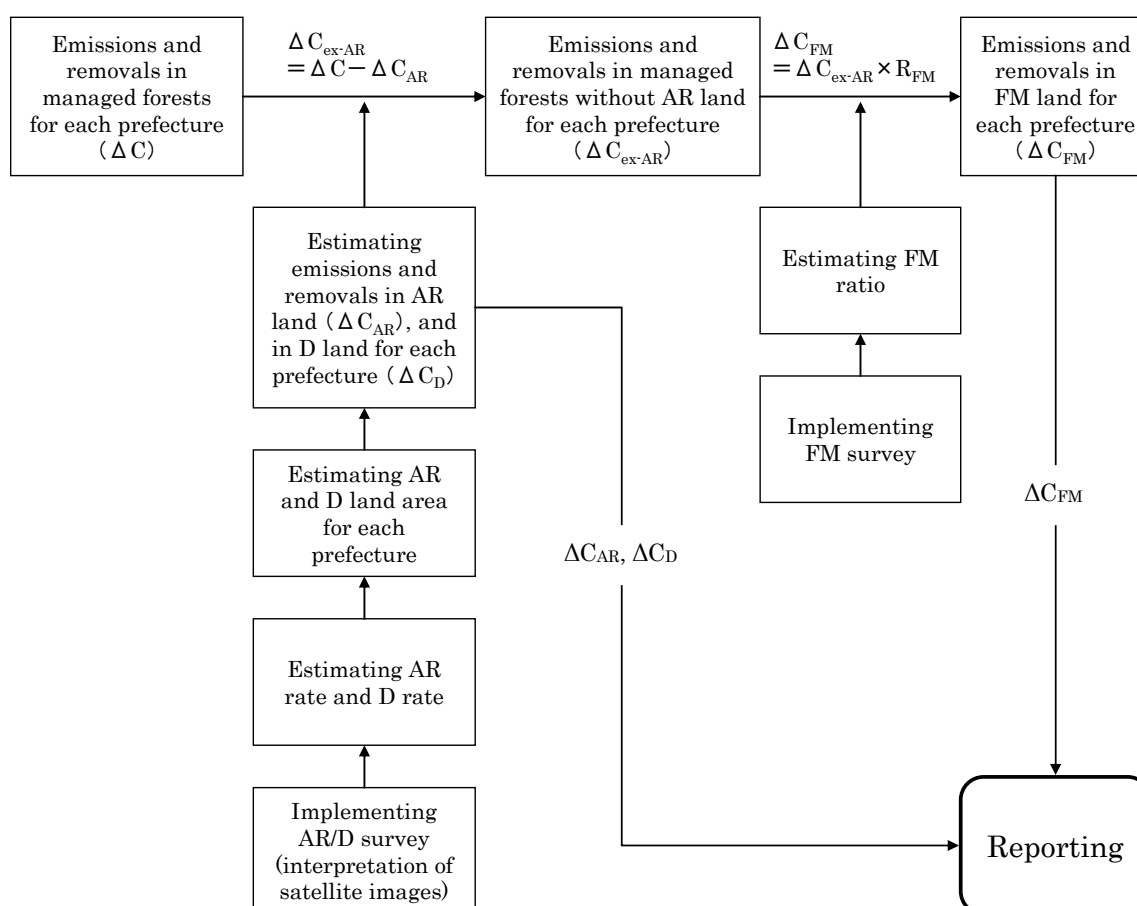 Emissions and
removals in
managed forests
for each prefecture
(ΔC)
ΔC_ex-AR
＝ΔC－ΔC_AR
Emissions and
removals in managed
forests without AR land
for each prefecture
(ΔC_ex-AR)
ΔC_FM
＝ΔC_ex-AR×R_FM
Emissions and
removals in
FM land for
each prefecture
(ΔC_FM)
Estimating
emissions and
removals in AR
land (ΔC_AR), and
in D land for each
prefecture (ΔC_D)
Estimating FM
ratio
Implementing
FM survey
Estimating AR
and D land area
for each
prefecture
ΔC_AR, ΔC_D
ΔC_FM
Estimating AR
rate and D rate
Implementing
AR/D survey
(interpretation of
satellite images)
Reporting